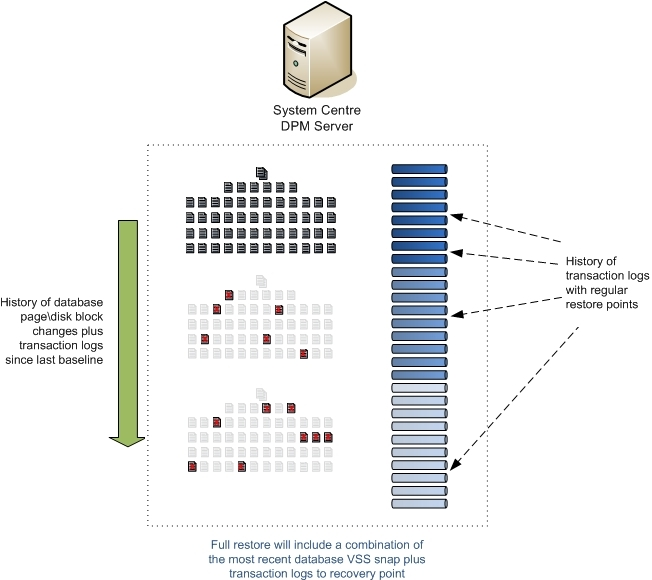 System Centre
DPM Server
History of database
page\disk block
changes plus
transaction logs
since last baseline
History of
transaction logs
with regular
restore points
Full restore will include a combination of
the most recent database VSS snap plus
transaction logs to recovery point